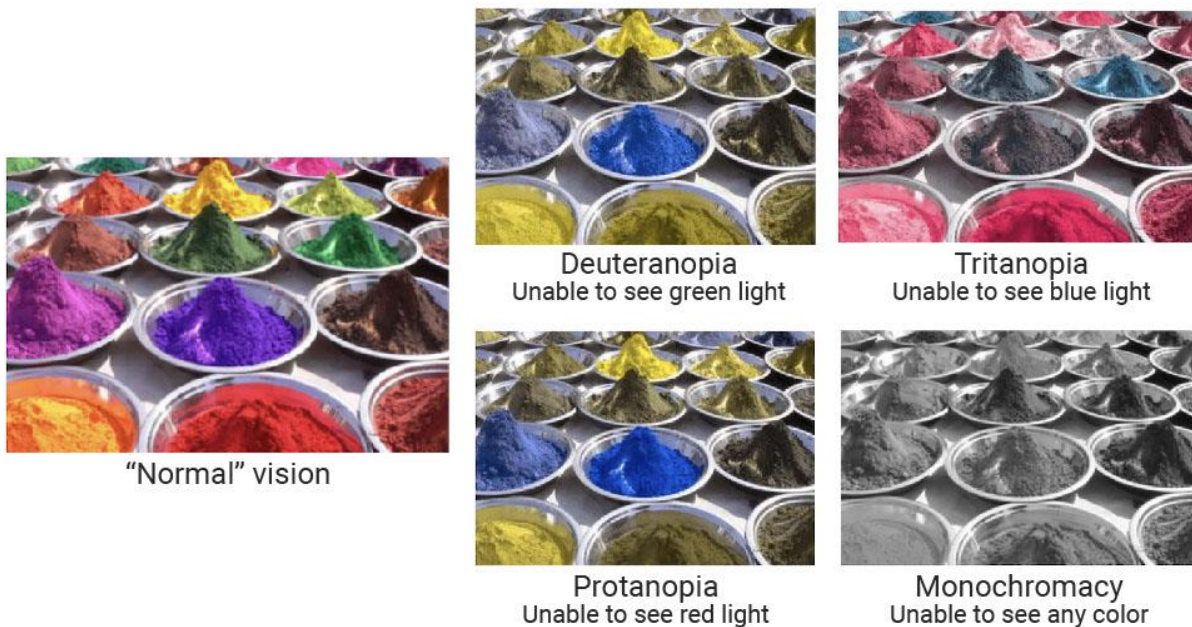 “Normal” vision
Deuteranopia
Unable to see green light
Tritanopia
Unable to see blue light
Protanopia
Unable to see red light
Monochromacy
Unable to see any color